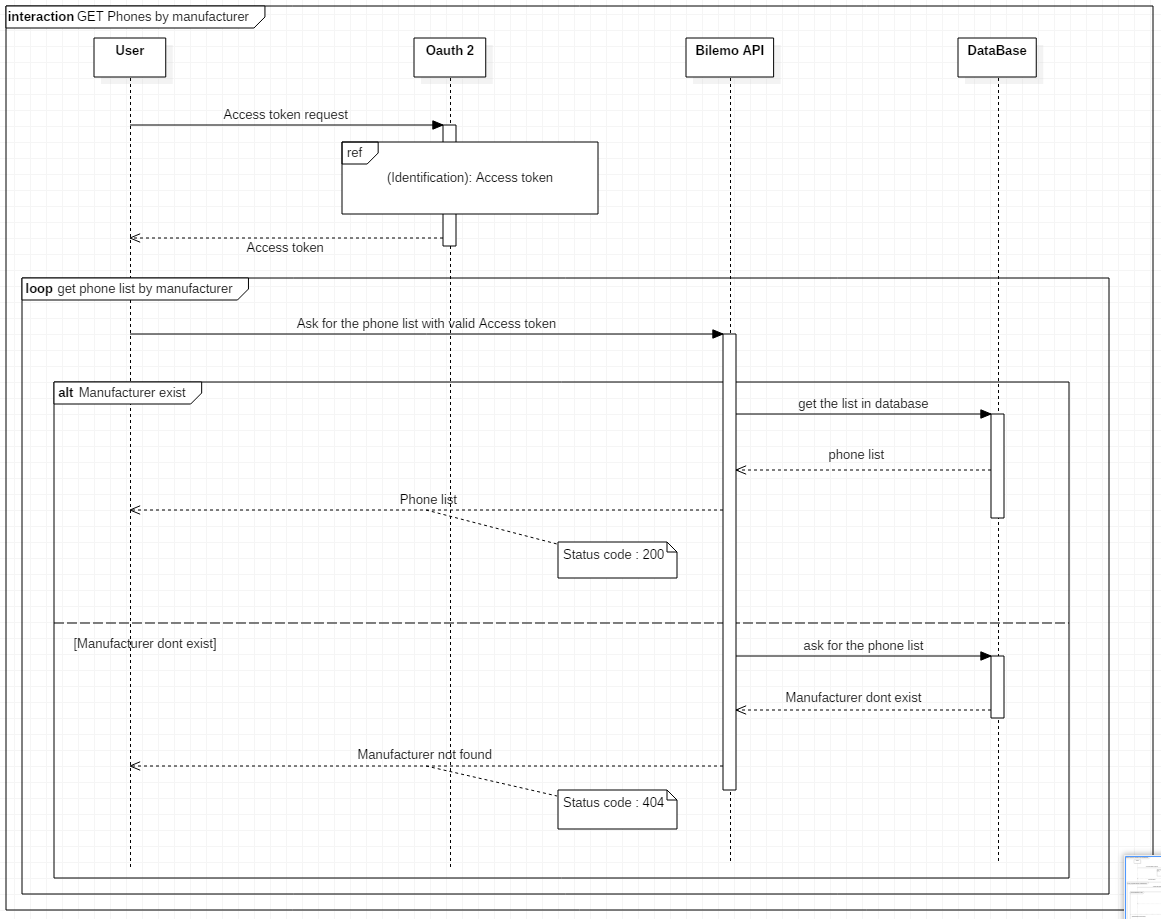 interaction GET Phones by manufacturer
User
Oauth 2
Bilemo API
DataBase
Access token request
ref
(Identification): Access token
Access token
loop get phone list by manufacturer
Ask for the phone list with valid Access token
alt Manufacturer exist
get the list in database
phone list
Phone list
Status code : 200
[Manufacturer dont exist]
ask for the phone list
Manufacturer dont exist
Manufacturer not found
Status code : 404